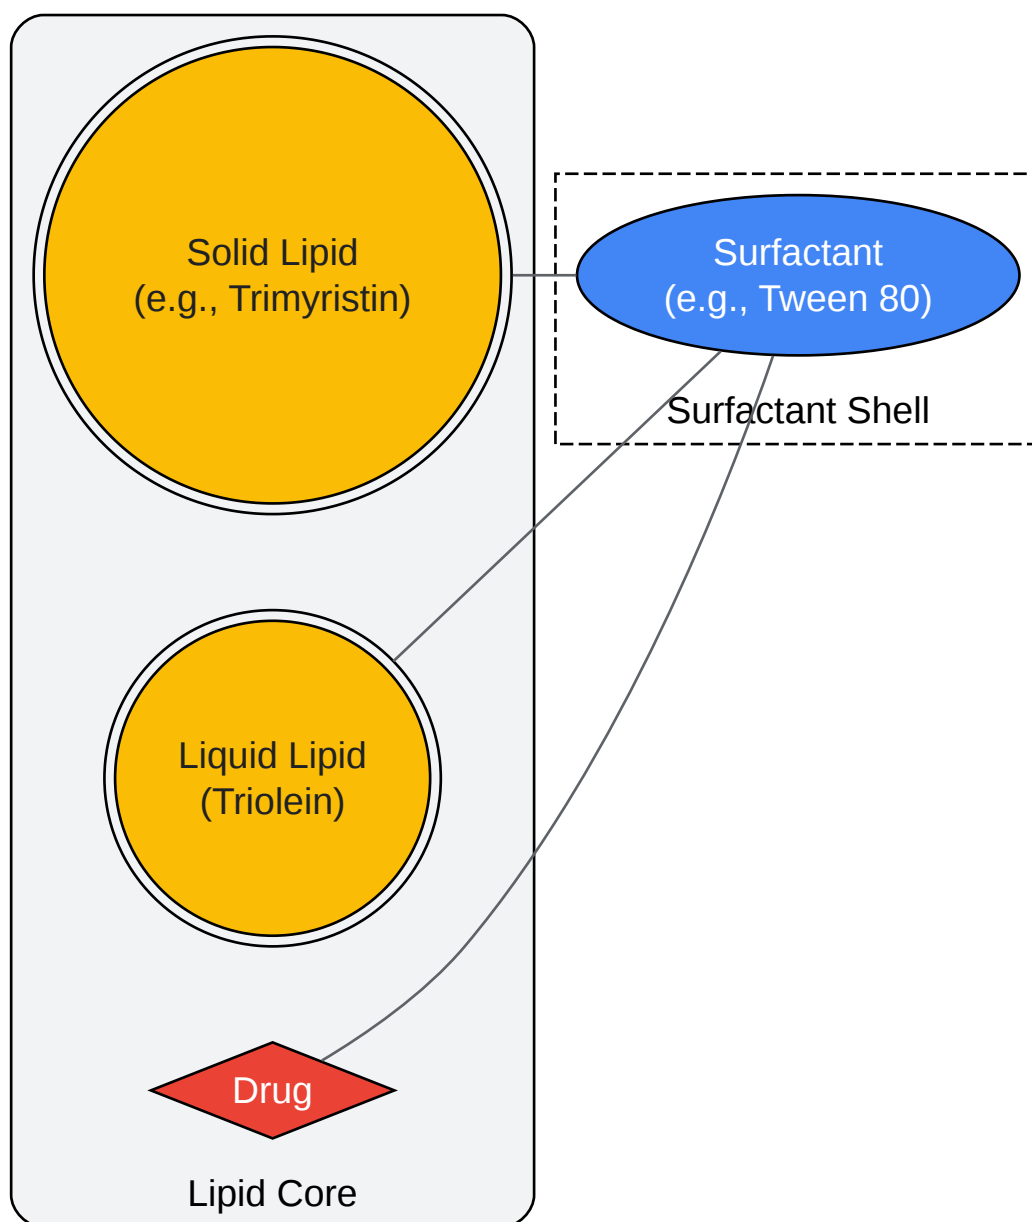 Solid Lipid
(e.g., Trimyristin)
Surfactant
(e.g., Tween 80)
Surfactant Shell
Liquid Lipid
(Triolein)
Drug
Lipid Core